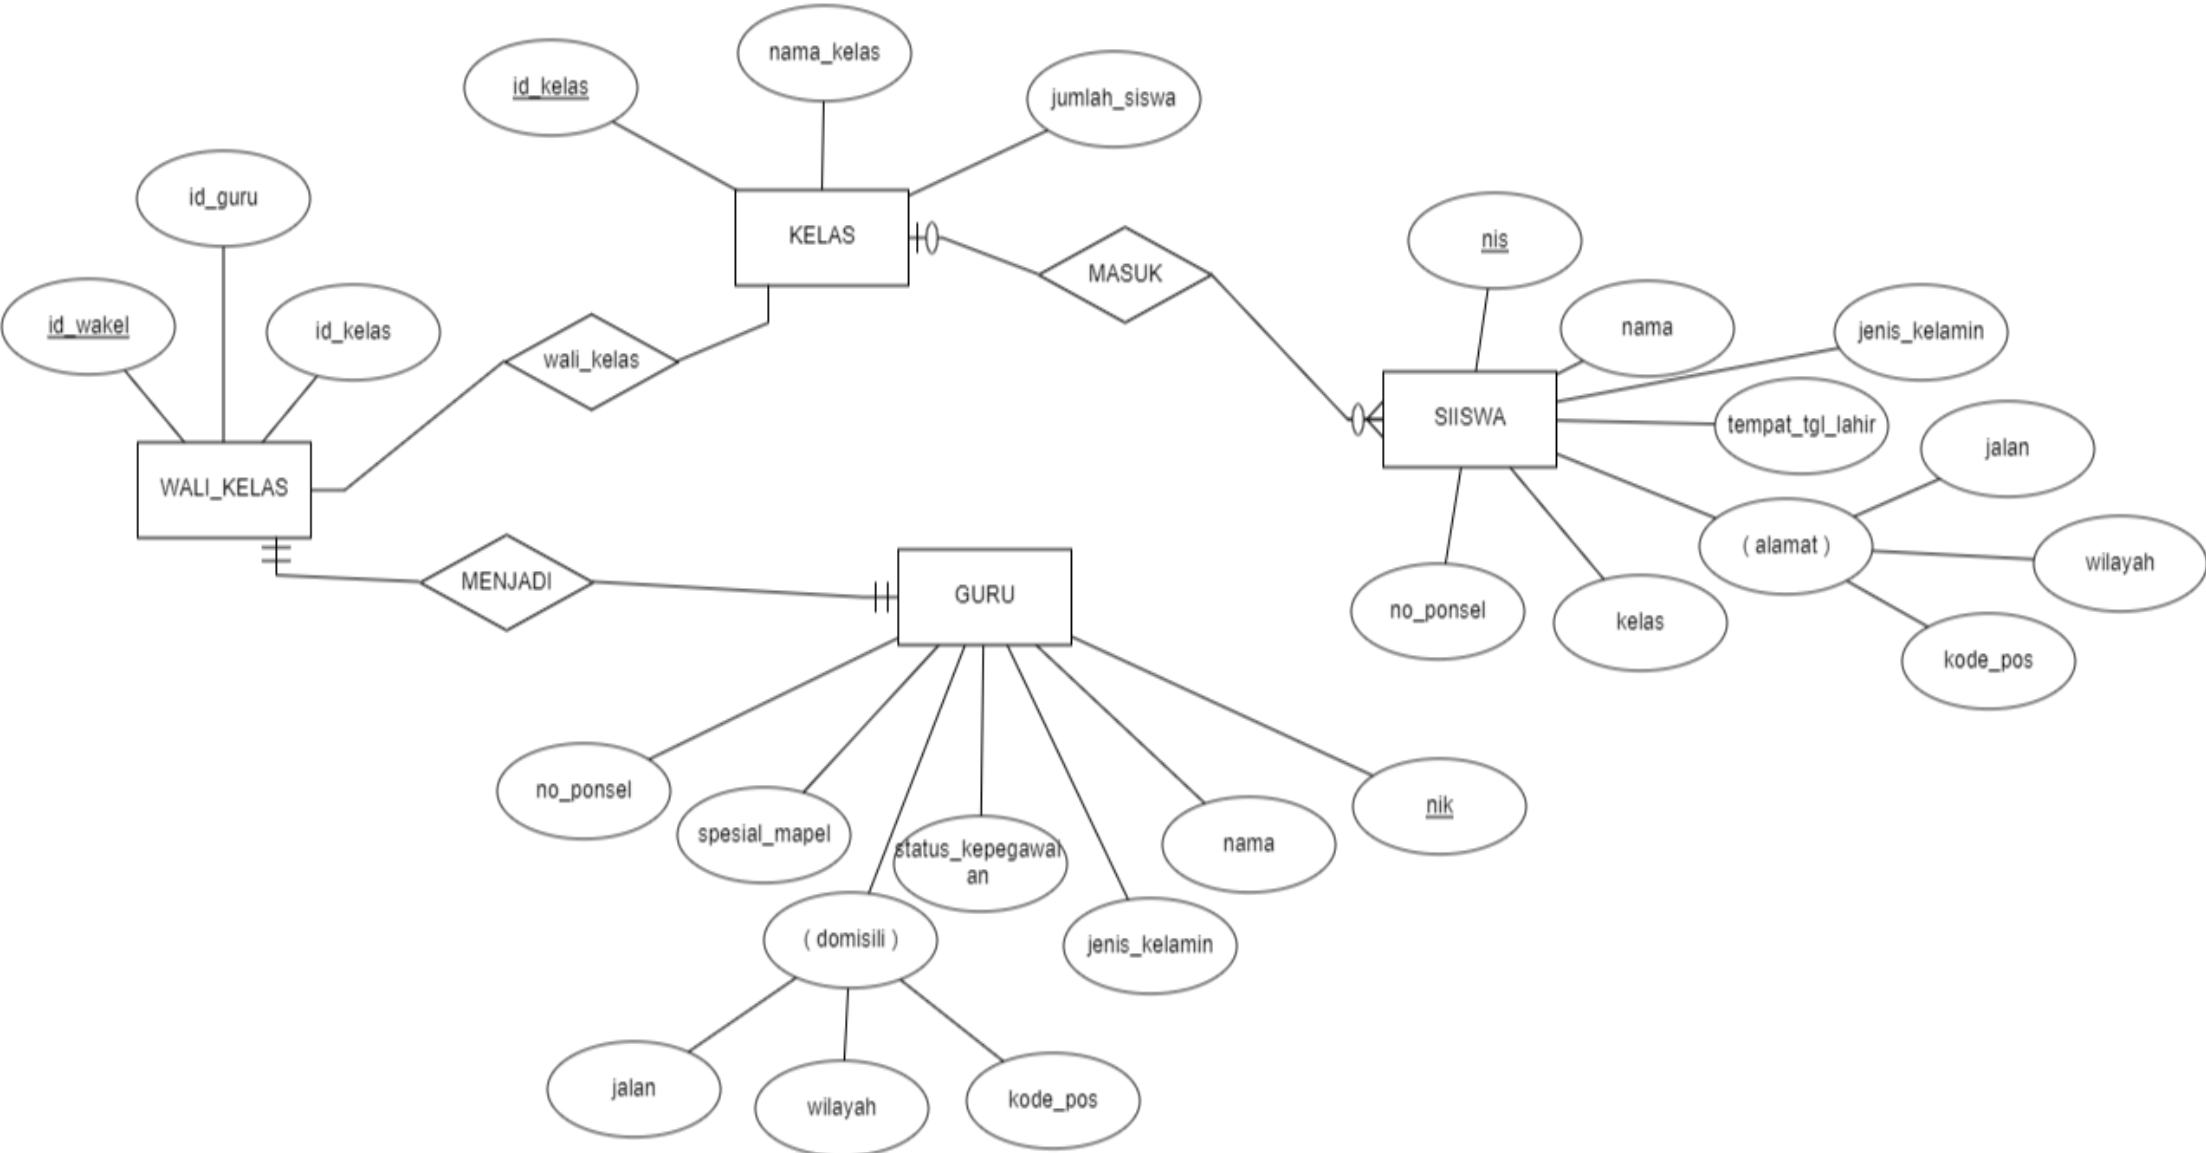 nama_kelas
id_kelas
jumlah_siswa
id_guru
KELAS
nis
MASUK
id_wakel
id_kelas
wali_kelas
nama
jenis_kelamin
SIISWA
tempat_tgl_lahir
jalan
WALI_KELAS
( alamat )
wilayah
MENJADI
GURU
no_ponsel
kelas
kode_pos
no_ponsel
spesial_mapel
status_kepegawai
an
nama
nik
( domisili )
jenis_kelamin
jalan
wilayah
kode_pos